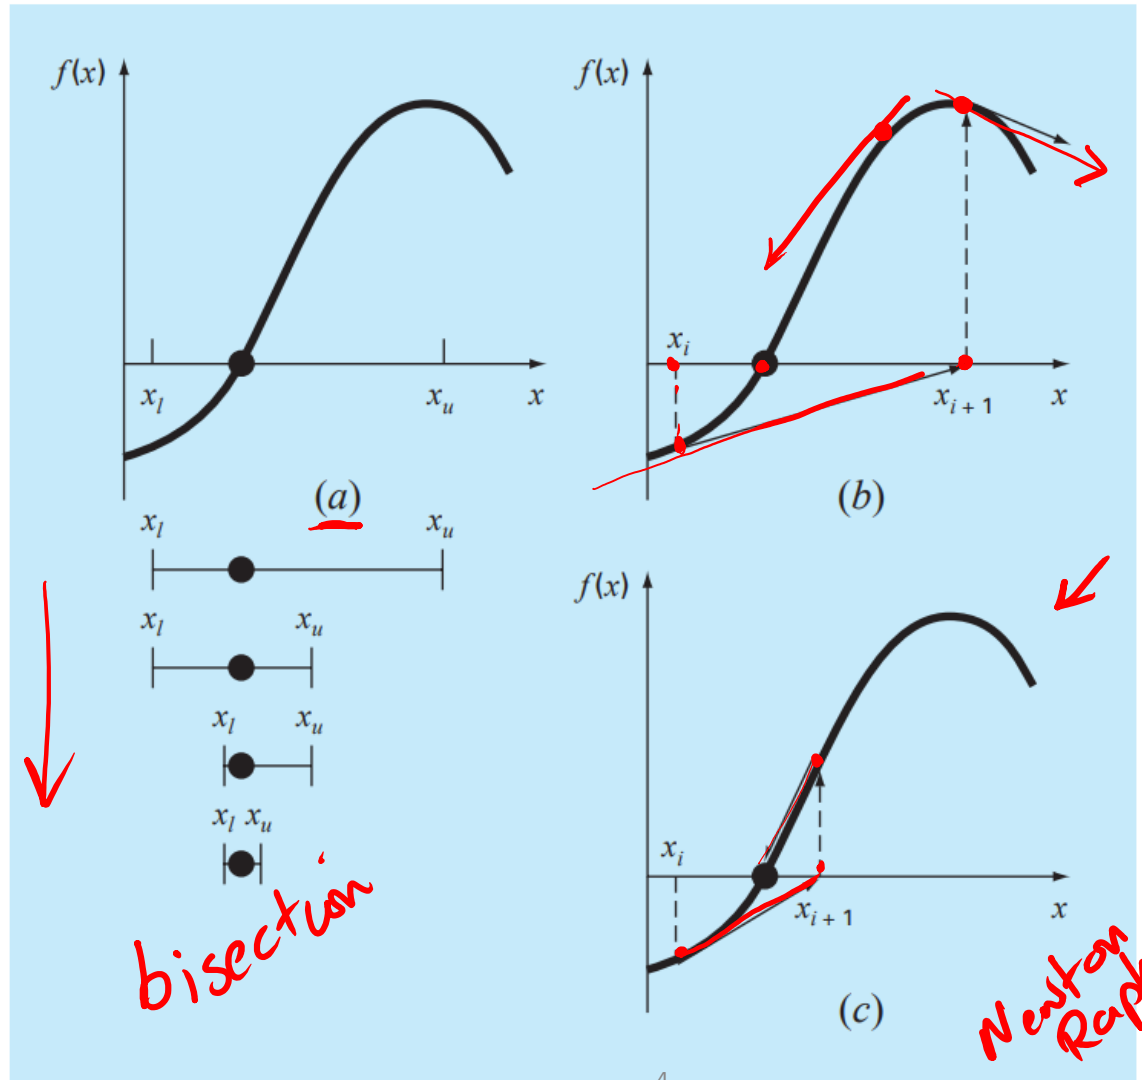 f(x)
x_l
x_u
x
(a)
x_l
x_u
x_l
x_u
x_l
x_u
x_l
x_u
bisection
f(x)
x_i
x_{i + 1}
x
(b)
f(x)
x_i
x_{i + 1}
x
(c)
Newton